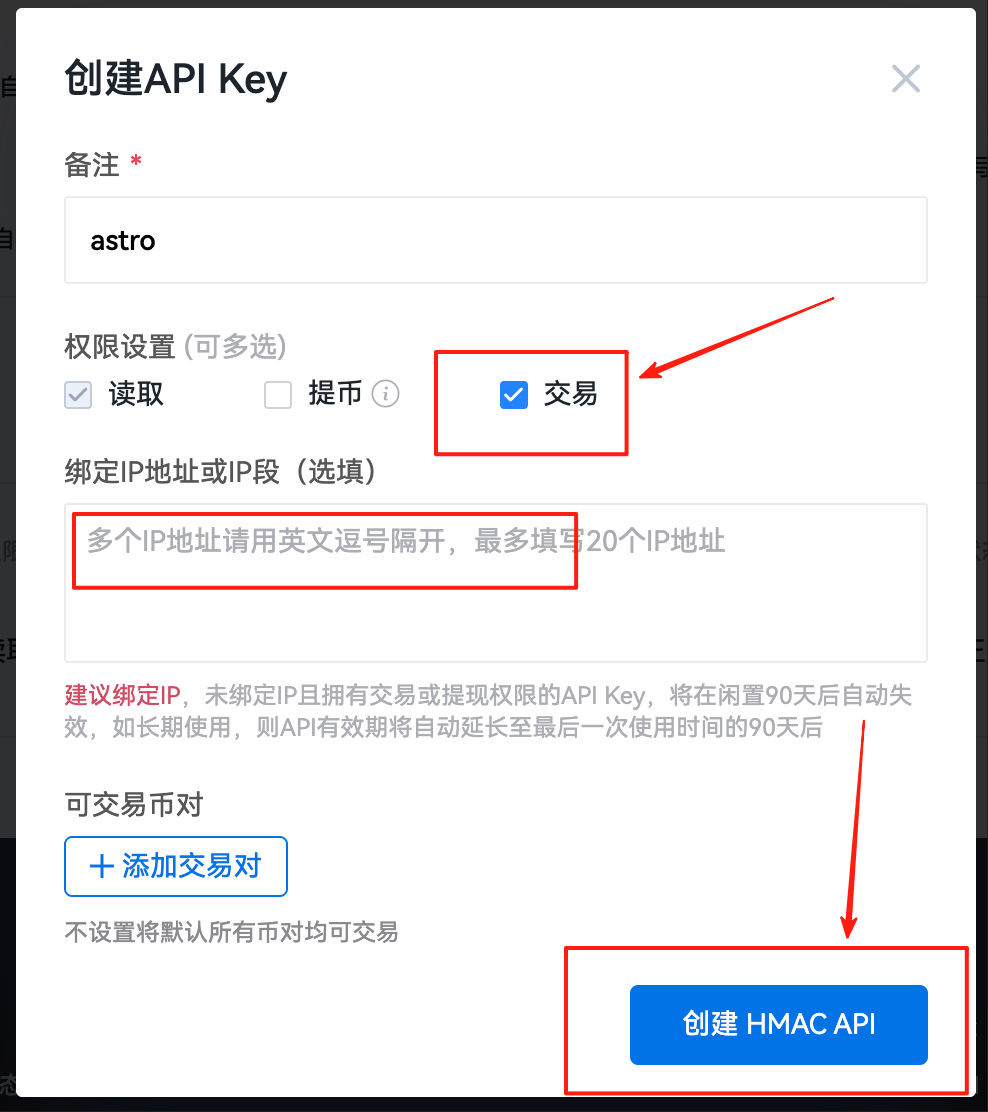 创建API Key
备注 *
astro
权限设置 (可多选)
读取 提币 交易
绑定IP地址或IP段（选填）
多个IP地址请用英文逗号隔开，最多填写20个IP地址
建议绑定IP，未绑定IP且拥有交易或提现权限的API Key，将在闲置90天后自动失
效，如长期使用，则API有效期将自动延长至最后一次使用时间的90天后
可交易币对
添加交易对
不设置将默认所有币对均可交易
创建 HMAC API